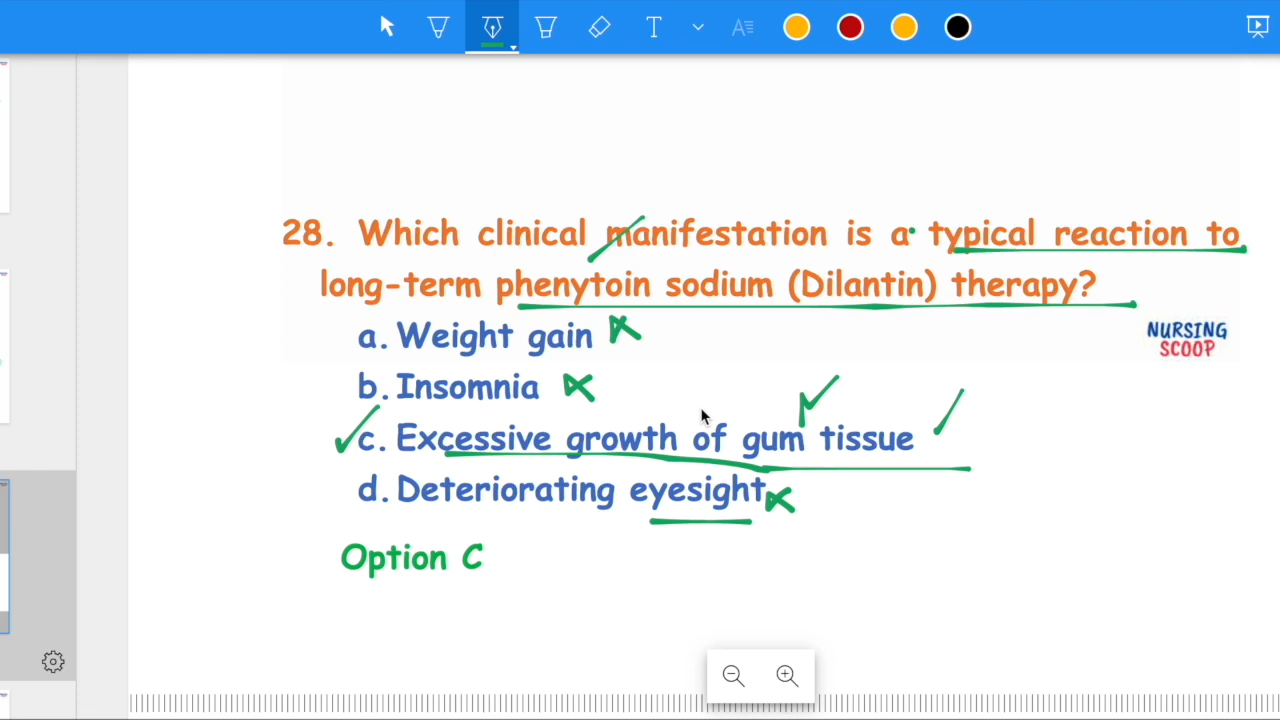 28. Which clinical manifestation is a typical reaction to
long-term phenytoin sodium (Dilantin) therapy?
a. Weight gain
b. Insomnia
c. Excessive growth of gum tissue
d. Deteriorating eyesight
Option C
NURSING
SCOOP